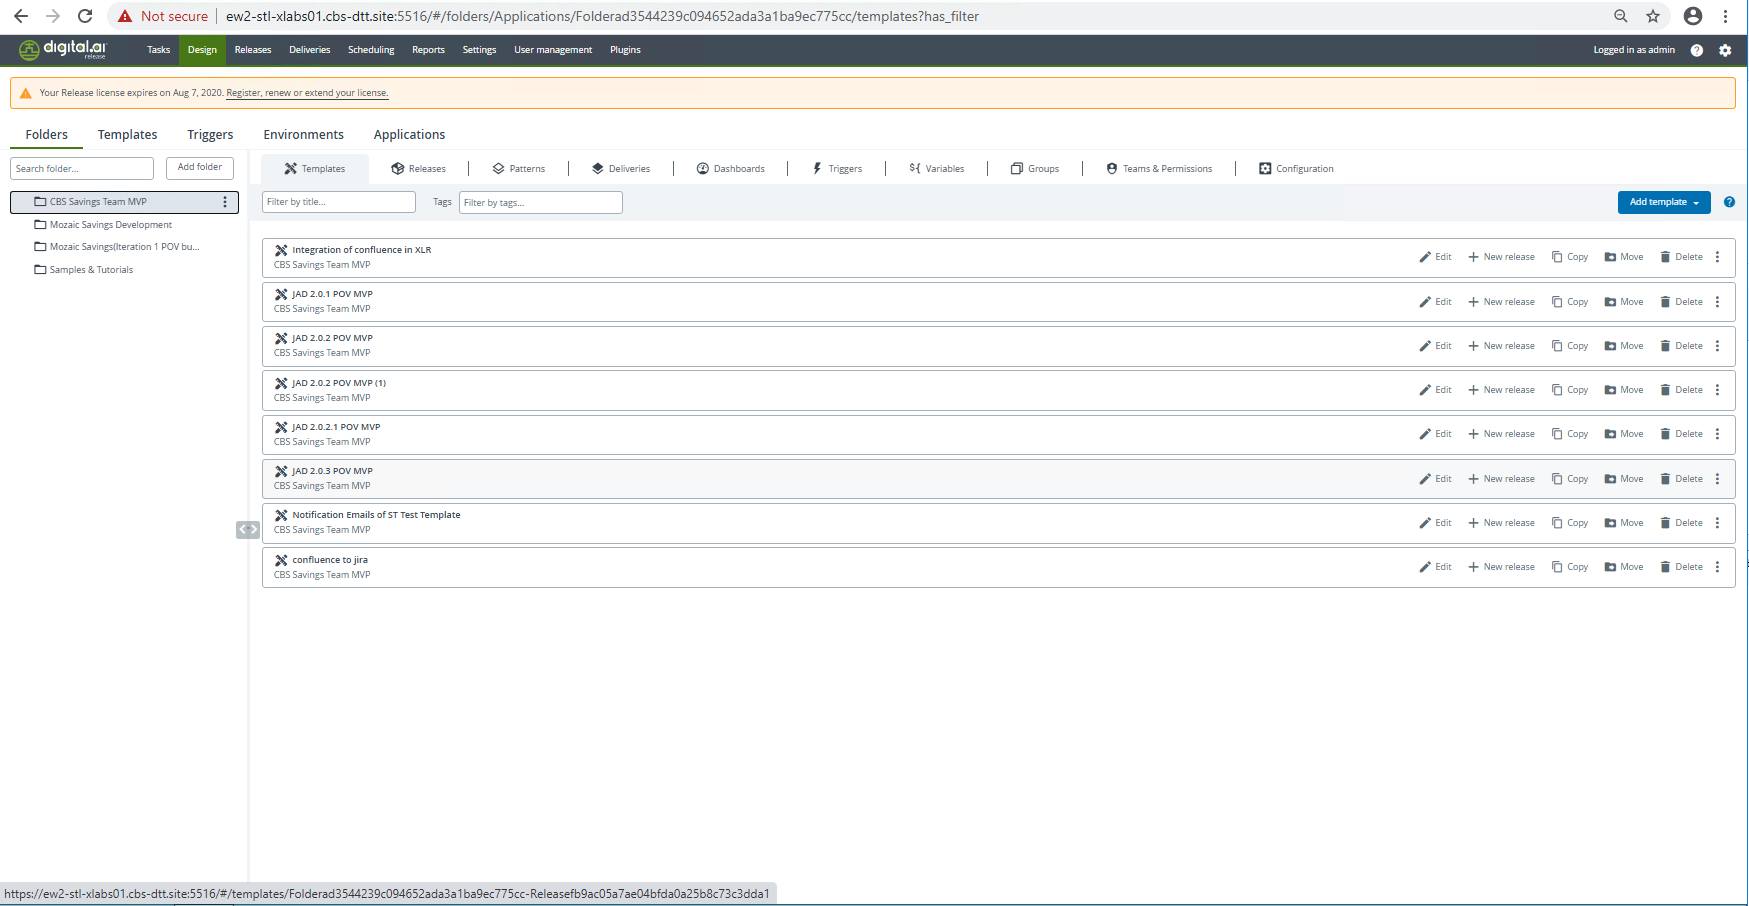 Not secure | ew2-stl-xlabs01.cbs-dtt.site:5516/#/folders/Applications/Folderad3544239c094652ada3a1ba9ec775cc/templates?has_filter
digital.ai release Tasks Design Releases Deliveries Scheduling Reports Settings User management Plugins Logged in as admin ?
Your Release license expires on Aug 7, 2020. Register, renew or extend your license.
Folders Templates Triggers Environments Applications
Search folder... Add folder Templates Releases Patterns Deliveries Dashboards Triggers Variables Groups Teams & Permissions Configuration
Filter by title... Tags Filter by tags... Add template ?
CBS Savings Team MVP
Mozaic Savings Development
Mozaic Savings(Iteration 1 POV bu...
Samples & Tutorials
Integration of confluence in XLR
CBS Savings Team MVP
Edit New release Copy Move Delete
JAD 2.0.1 POV MVP
CBS Savings Team MVP
Edit New release Copy Move Delete
JAD 2.0.2 POV MVP
CBS Savings Team MVP
Edit New release Copy Move Delete
JAD 2.0.2 POV MVP (1)
CBS Savings Team MVP
Edit New release Copy Move Delete
JAD 2.0.2.1 POV MVP
CBS Savings Team MVP
Edit New release Copy Move Delete
JAD 2.0.3 POV MVP
CBS Savings Team MVP
Edit New release Copy Move Delete
Notification Emails of ST Test Template
CBS Savings Team MVP
Edit New release Copy Move Delete
confluence to jira
CBS Savings Team MVP
Edit New release Copy Move Delete
https://ew2-stl-xlabs01.cbs-dtt.site:5516/#/templates/Folderad3544239c094652ada3a1ba9ec775cc-Releasefb9ac05a7ae04bfda0a25b8c73c3dda1